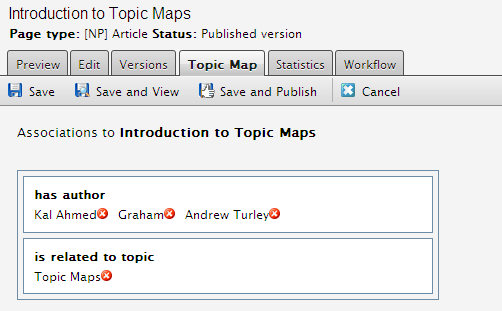 Introduction to Topic Maps
Page type: [NP] Article Status: Published version
Preview Edit Versions Topic Map Statistics Workflow
Save Save and View Save and Publish Cancel
Associations to Introduction to Topic Maps
has author
Kal Ahmed Graham Andrew Turley
is related to topic
Topic Maps